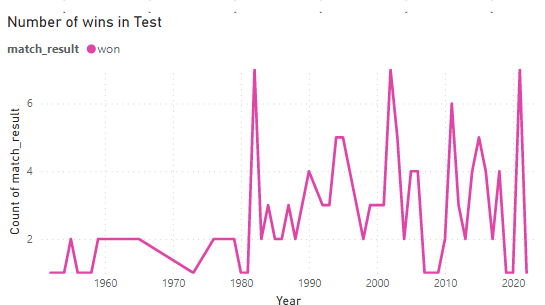 Number of wins in Test
match_result won
Count of match_result
6
4
2
1960 1970 1980 1990 2000 2010 2020
Year